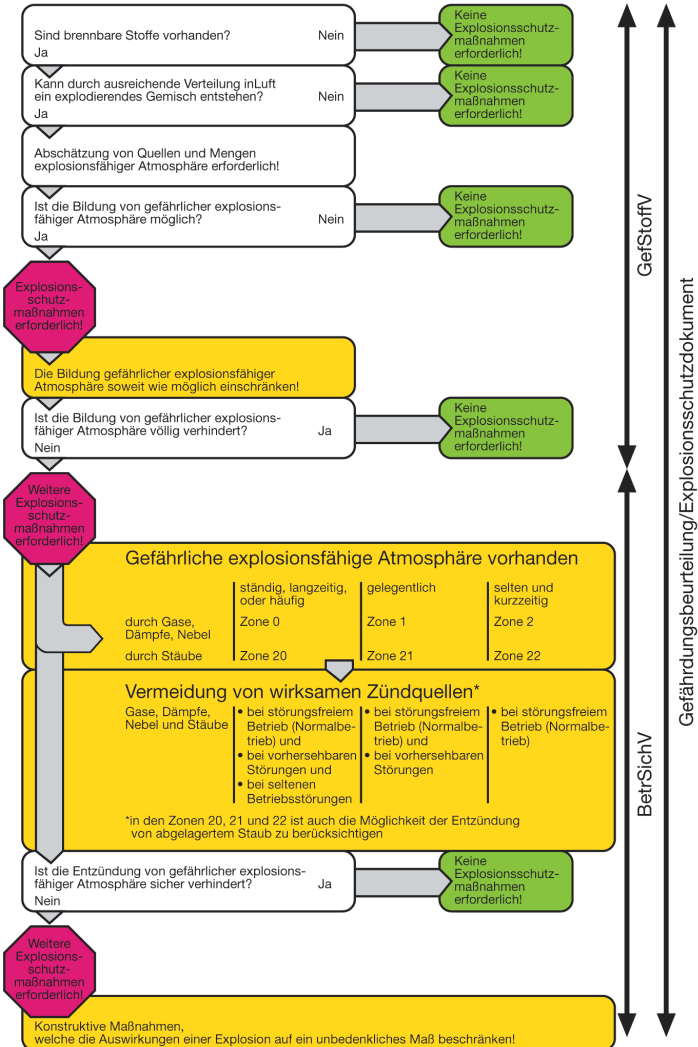 Sind brennbare Stoffe vorhanden? Nein
Ja
Keine
Explosionsschutz-
maßnahmen
erforderlich!
Kann durch ausreichende Verteilung inLuft
ein explodierendes Gemisch entstehen? Nein
Ja
Keine
Explosionsschutz-
maßnahmen
erforderlich!
Abschätzung von Quellen und Mengen
explosionsfähiger Atmosphäre erforderlich!
Ist die Bildung von gefährlicher explosions-
fähiger Atmosphäre möglich? Nein
Ja
Keine
Explosionsschutz-
maßnahmen
erforderlich!
Explosions-
schutz-
maßnahmen
erforderlich!
Die Bildung gefährlicher explosionsfähiger
Atmosphäre soweit wie möglich einschränken!
Ist die Bildung von gefährlicher explosions-
fähiger Atmosphäre völlig verhindert? Ja
Nein
Keine
Explosionsschutz-
maßnahmen
erforderlich!
Weitere
Explosions-
schutz-
maßnahmen
erforderlich!
Gefährliche explosionsfähige Atmosphäre vorhanden
ständig, langzeitig,
oder häufig
gelegentlich
selten und
kurzzeitig
durch Gase,
Dämpfe, Nebel
Zone 0
Zone 1
Zone 2
durch Stäube
Zone 20
Zone 21
Zone 22
Vermeidung von wirksamen Zündquellen*
Gase, Dämpfe,
Nebel und Stäube
• bei störungsfreiem
Betrieb (Normalbe-
trieb) und
• bei vorhersehbaren
Störungen und
• bei seltenen
Betriebsstörungen
• bei störungsfreiem
Betrieb (Normalbe-
trieb) und
• bei vorhersehbaren
Störungen
• bei störungsfreiem
Betrieb (Normalbe-
trieb)
*in den Zonen 20, 21 und 22 ist auch die Möglichkeit der Entzündung
von abgelagertem Staub zu berücksichtigen
Ist die Entzündung von gefährlicher explosions-
fähiger Atmosphäre sicher verhindert? Ja
Nein
Keine
Explosionsschutz-
maßnahmen
erforderlich!
Weitere
Explosions-
schutz-
maßnahmen
erforderlich!
Konstruktive Maßnahmen,
welche die Auswirkungen einer Explosion auf ein unbedenkliches Maß beschränken!
GefStoffV
BetrSichV
Gefährdungsbeurteilung/Explosionsschutzdokument